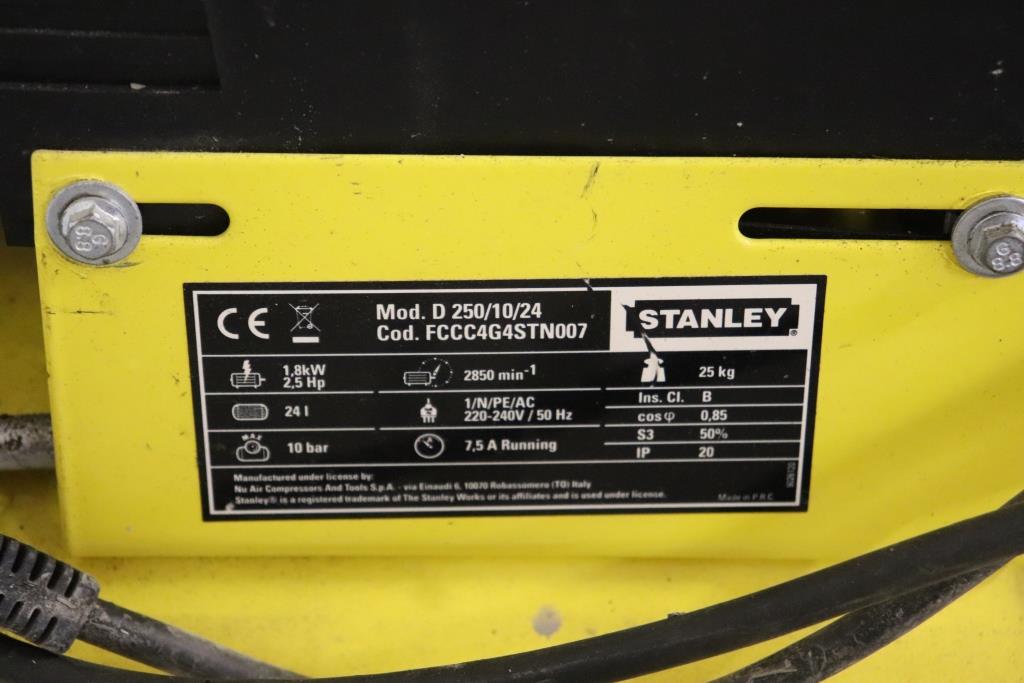 Mod. D 250/10/24
Cod. FCCC4G4STN007
STANLEY®
CE
1,8kW
2,5 Hp
2850 min-1
25 kg
24 l
1/N/PE/AC
220-240V / 50 Hz
Ins. Cl. B
cos φ 0,85
MAX
10 bar
7,5 A Running
S3 50%
IP 20
Manufactured under license by:
Nu Air Compressors And Tools S.p.A. - via Einaudi 6, 10070 Robassomero (TO) Italy
Stanley® is a registered trademark of The Stanley Works or its affiliates and is used under license.
Made in P.R.C.
G
8.8
G
8.8